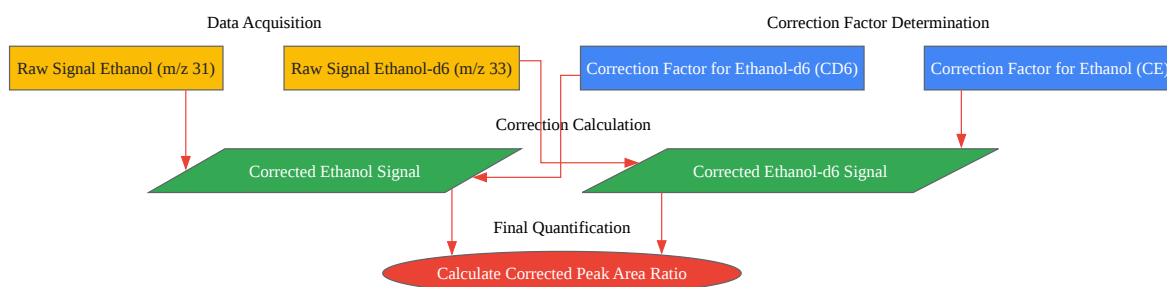 Data Acquisition
Correction Factor Determination
Raw Signal Ethanol (m/z 31)
Raw Signal Ethanol-d6 (m/z 33)
Correction Factor for Ethanol-d6 (CD6)
Correction Factor for Ethanol (CE)
Correction Calculation
Corrected Ethanol Signal
Corrected Ethanol-d6 Signal
Final Quantification
Calculate Corrected Peak Area Ratio